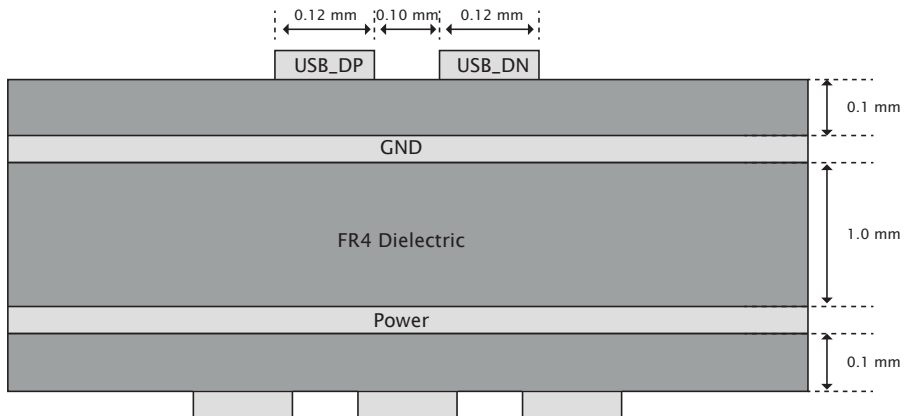 0.12 mm 0.10 mm 0.12 mm
USB_DP USB_DN
0.1 mm
GND
1.0 mm
FR4 Dielectric
Power
0.1 mm